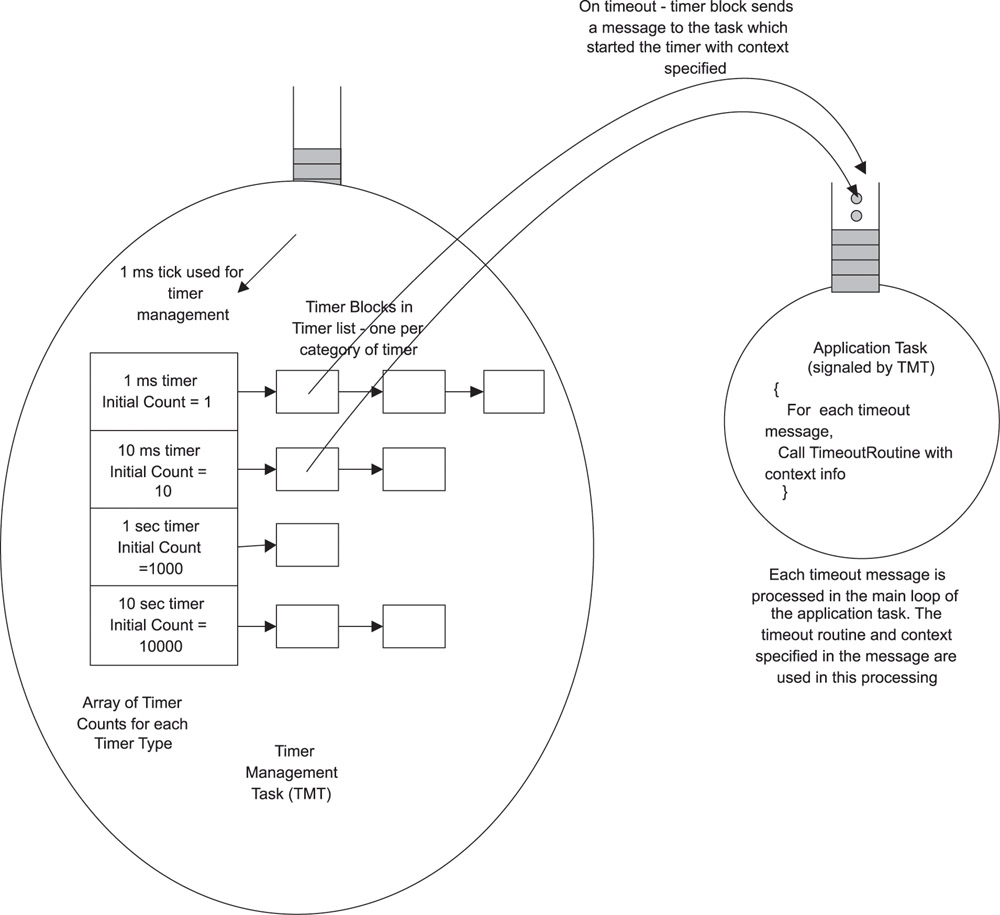 On timeout - timer block sends
a message to the task which
started the timer with context
specified
1 ms tick used for
timer
management
Timer Blocks in
Timer list - one per
category of timer
1 ms timer
Initial Count = 1
10 ms timer
Initial Count =
10
1 sec timer
Initial Count
=1000
10 sec timer
Initial Count =
10000
Array of Timer
Counts for each
Timer Type
Timer
Management
Task (TMT)
Application Task
(signaled by TMT)
{
For each timeout
message,
Call TimeoutRoutine with
context info
}
Each timeout message is
processed in the main loop of
the application task. The
timeout routine and context
specified in the message are
used in this processing